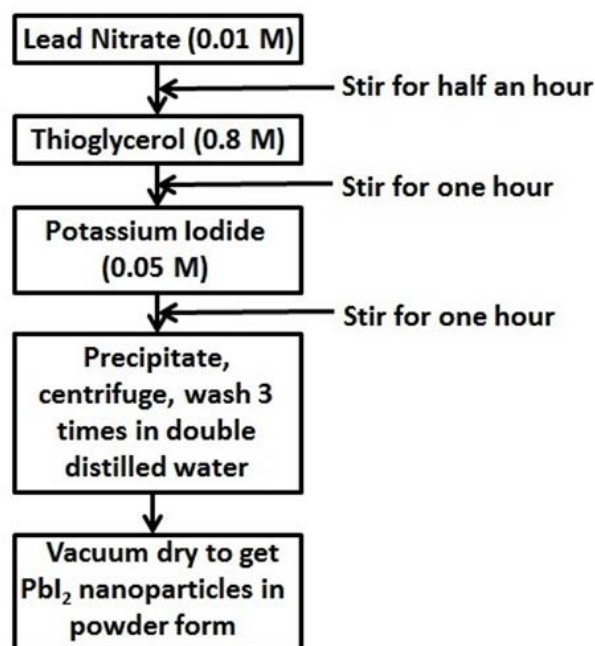 Lead Nitrate (0.01 M)
Stir for half an hour
Thioglycerol (0.8 M)
Stir for one hour
Potassium Iodide
(0.05 M)
Stir for one hour
Precipitate,
centrifuge, wash 3
times in double
distilled water
Vacuum dry to get
PbI₂ nanoparticles in
powder form